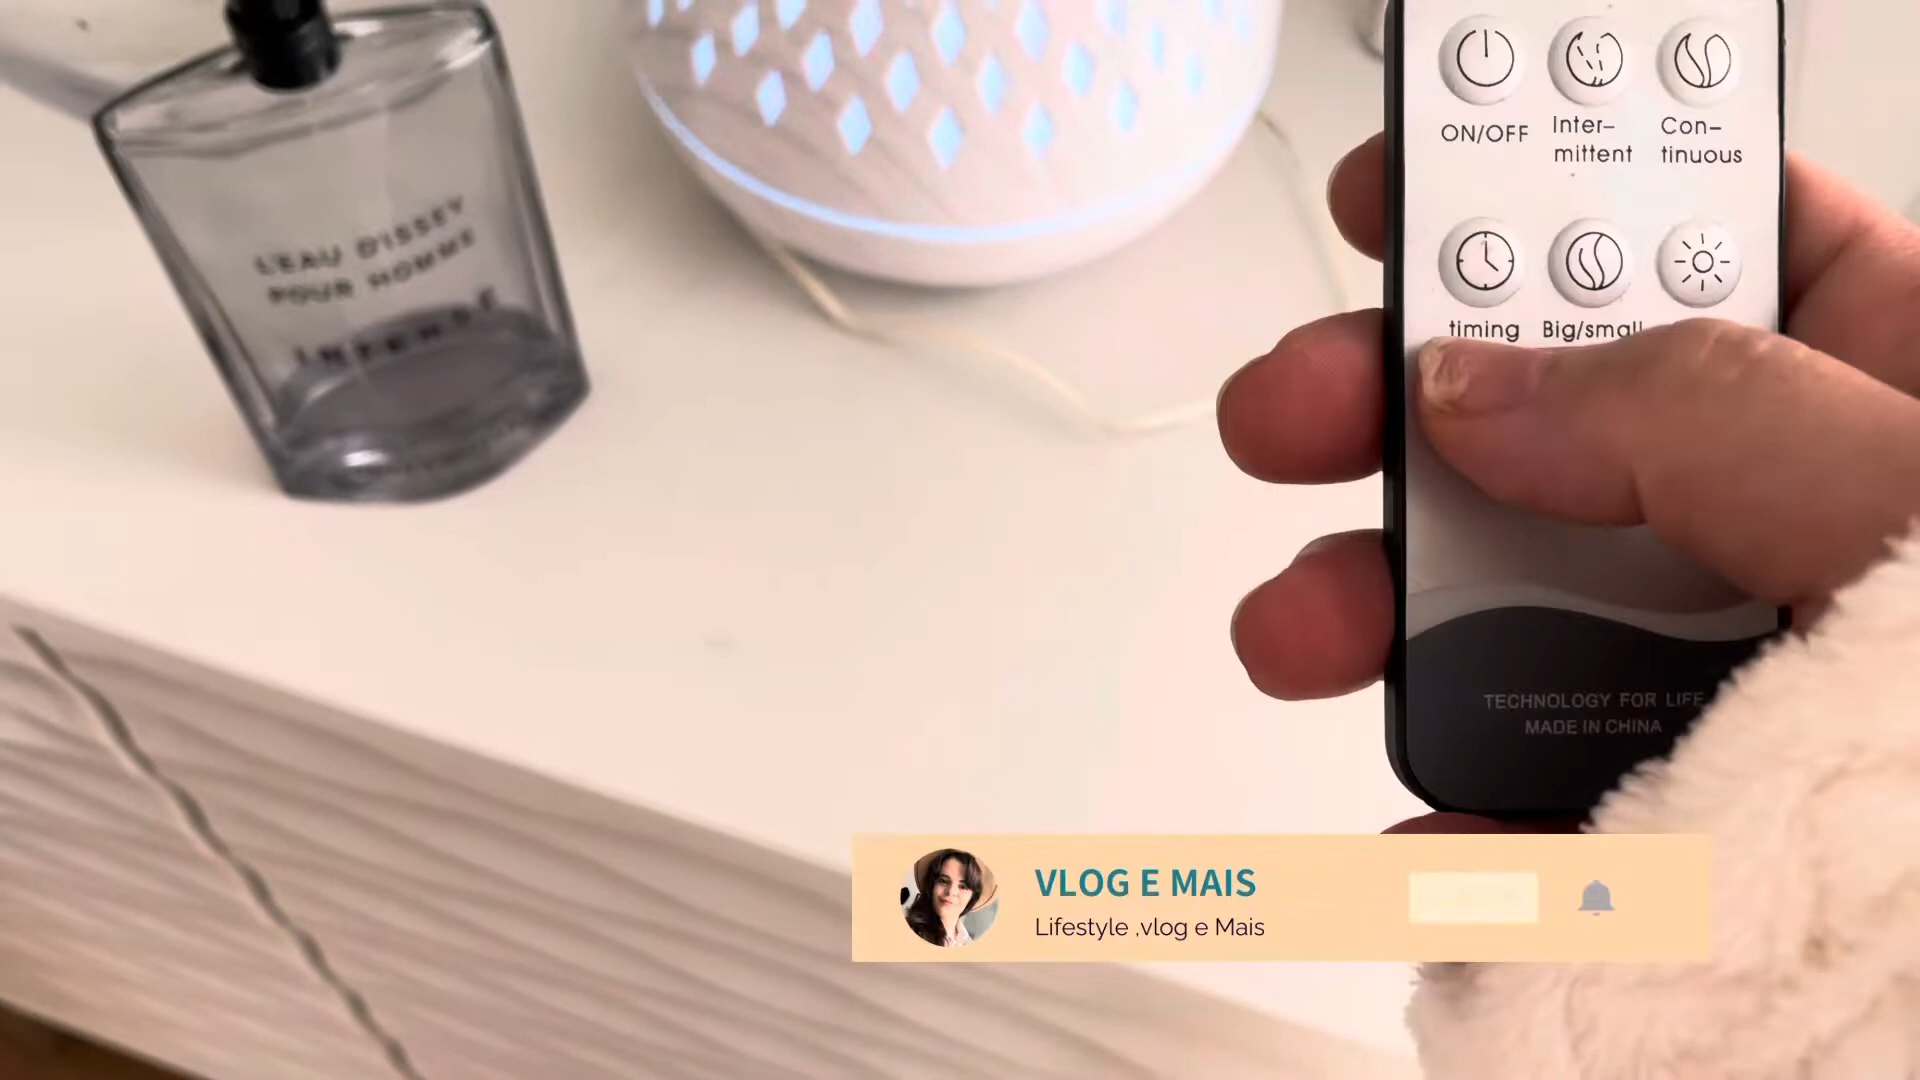 L'EAU D'ISSEY
POUR HOMME
INTENSE
ON/OFF
Inter-
mittent
Con-
tinuous
timing
Big/small
TECHNOLOGY FOR LIFE
MADE IN CHINA
VLOG E MAIS
Lifestyle ,vlog e Mais